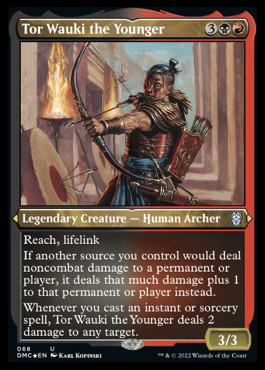 Tor Wauki the Younger 3
Legendary Creature — Human Archer
Reach, lifelink
If another source you control would deal
noncombat damage to a permanent or
player, it deals that much damage plus 1
to that permanent or player instead.
Whenever you cast an instant or sorcery
spell, Tor Wauki the Younger deals 2
damage to any target.
3/3
068 U
DMC★EN Karl Kopinski
™ & © 2022 Wizards of the Coast